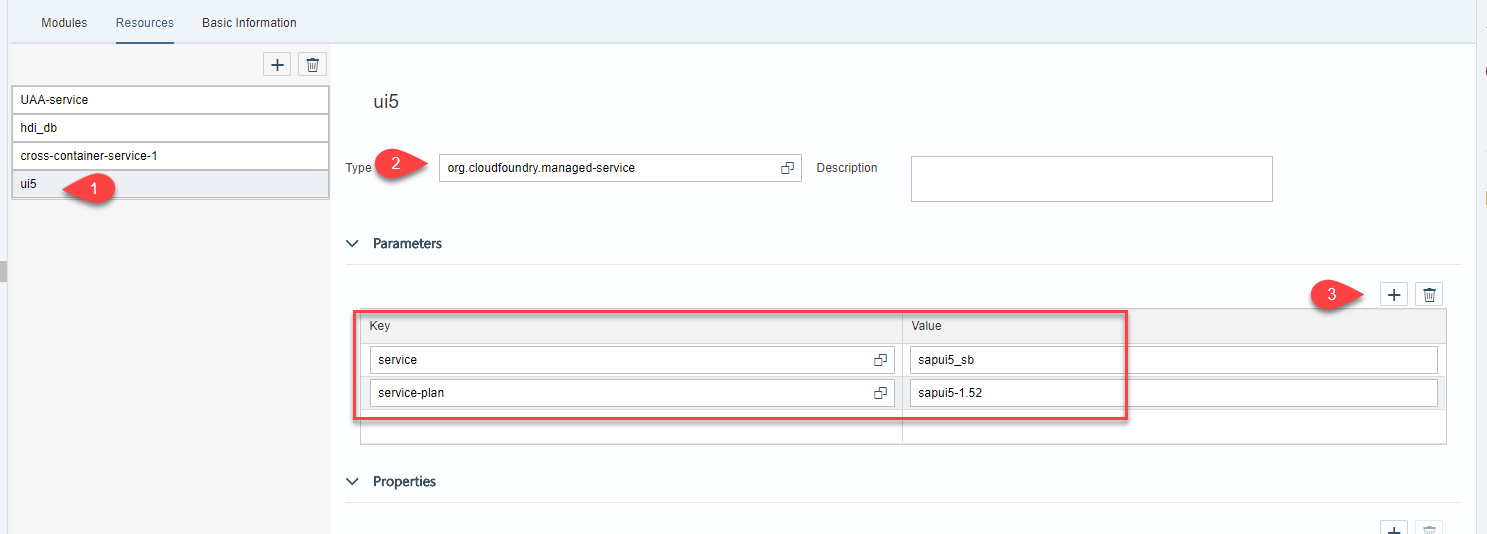 Modules Resources Basic Information
UAA-service
hdi_db
cross-container-service-1
ui5
1
ui5
Type 2 org.cloudfoundry.managed-service Description
Parameters
3
Key Value
service sapui5_sb
service-plan sapui5-1.52
Properties